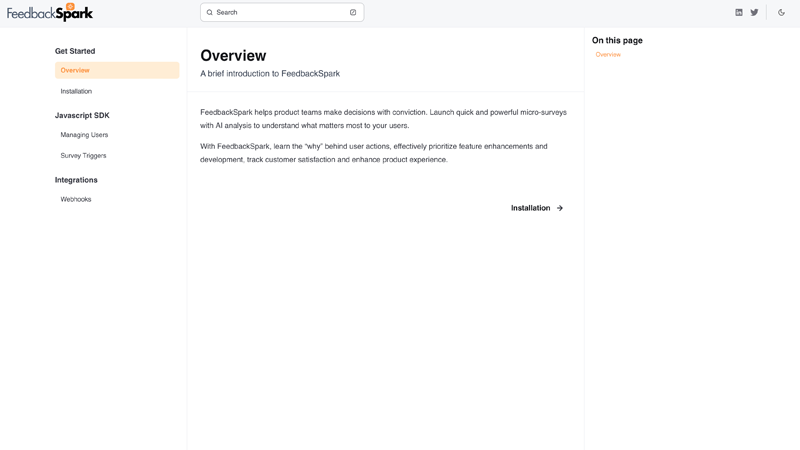 FeedbackSpark
Search
Get Started
Overview
Installation
Javascript SDK
Managing Users
Survey Triggers
Integrations
Webhooks
Overview
A brief introduction to FeedbackSpark
FeedbackSpark helps product teams make decisions with conviction. Launch quick and powerful micro-surveys
with AI analysis to understand what matters most to your users.
With FeedbackSpark, learn the “why” behind user actions, effectively prioritize feature enhancements and
development, track customer satisfaction and enhance product experience.
Installation
On this page
Overview